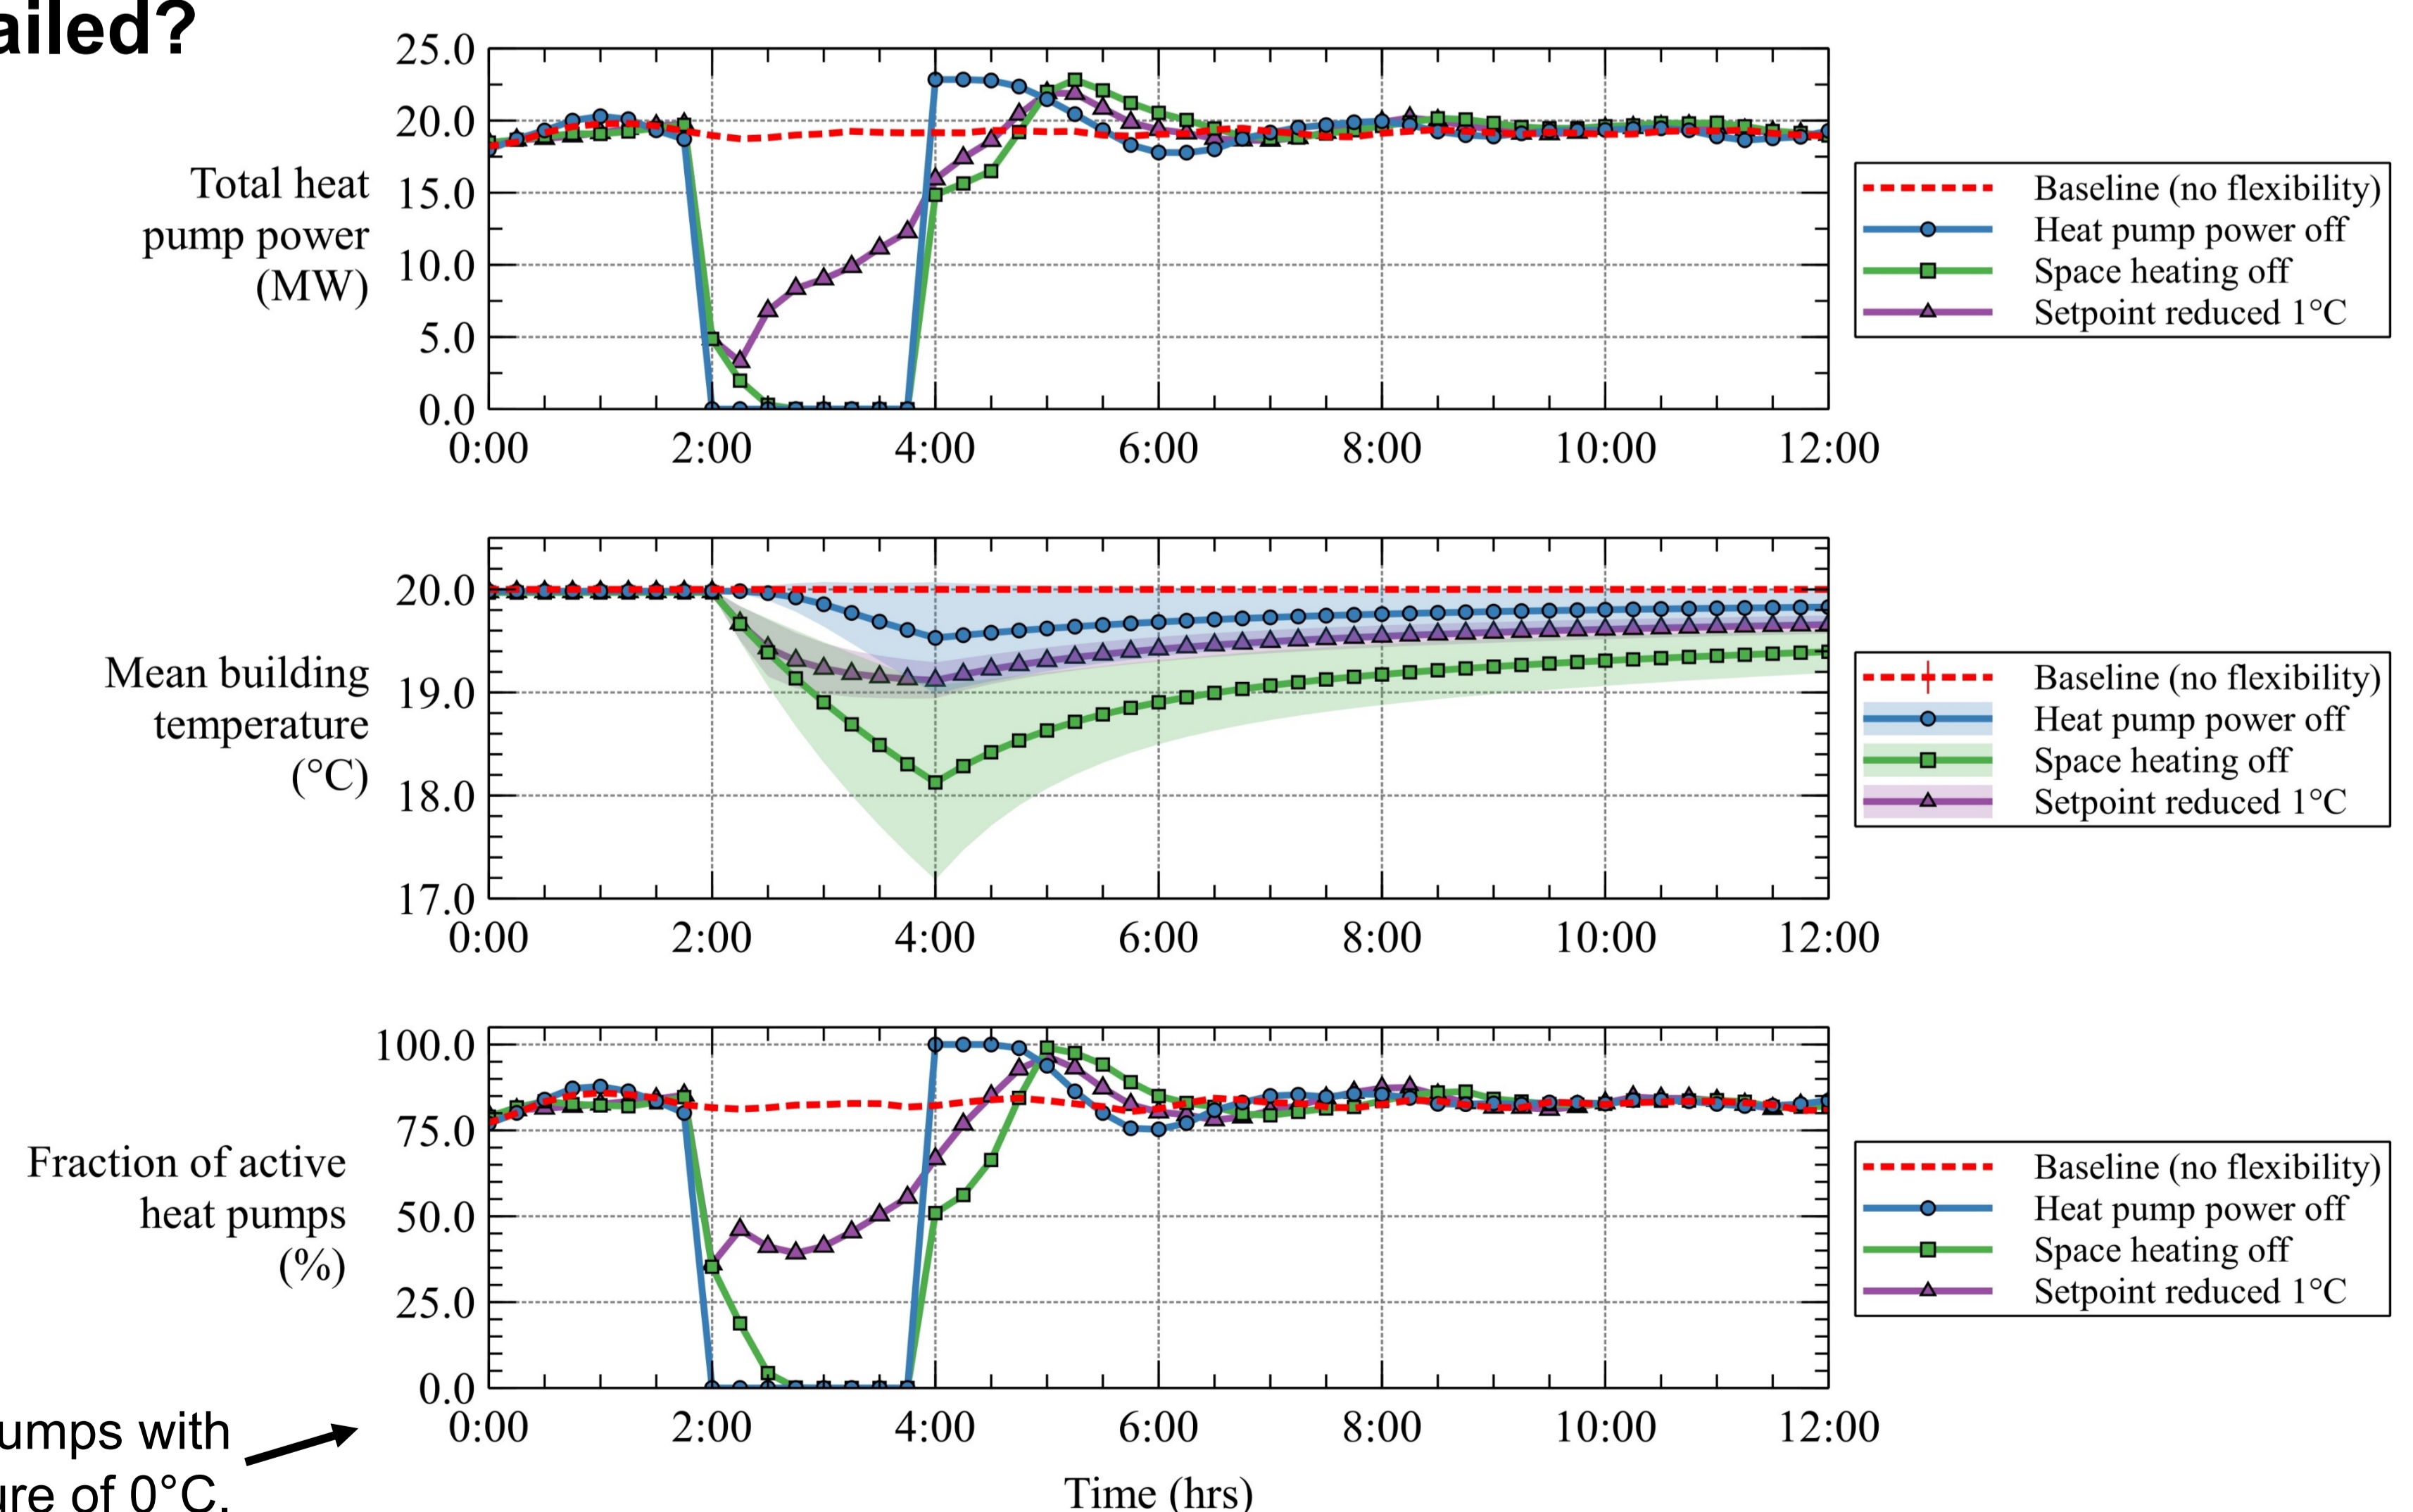 ailed?
25.0
20.0
15.0
10.0
5.0
0.0
Total heat
pump power
(MW)
0:00 2:00 4:00 6:00 8:00 10:00 12:00
Baseline (no flexibility)
Heat pump power off
Space heating off
Setpoint reduced 1°C
20.0
19.0
18.0
17.0
Mean building
temperature
(°C)
0:00 2:00 4:00 6:00 8:00 10:00 12:00
Baseline (no flexibility)
Heat pump power off
Space heating off
Setpoint reduced 1°C
100.0
75.0
50.0
25.0
0.0
Fraction of active
heat pumps
(%)
0:00 2:00 4:00 6:00 8:00 10:00 12:00
Time (hrs)
Baseline (no flexibility)
Heat pump power off
Space heating off
Setpoint reduced 1°C
umps with
ure of 0°C.